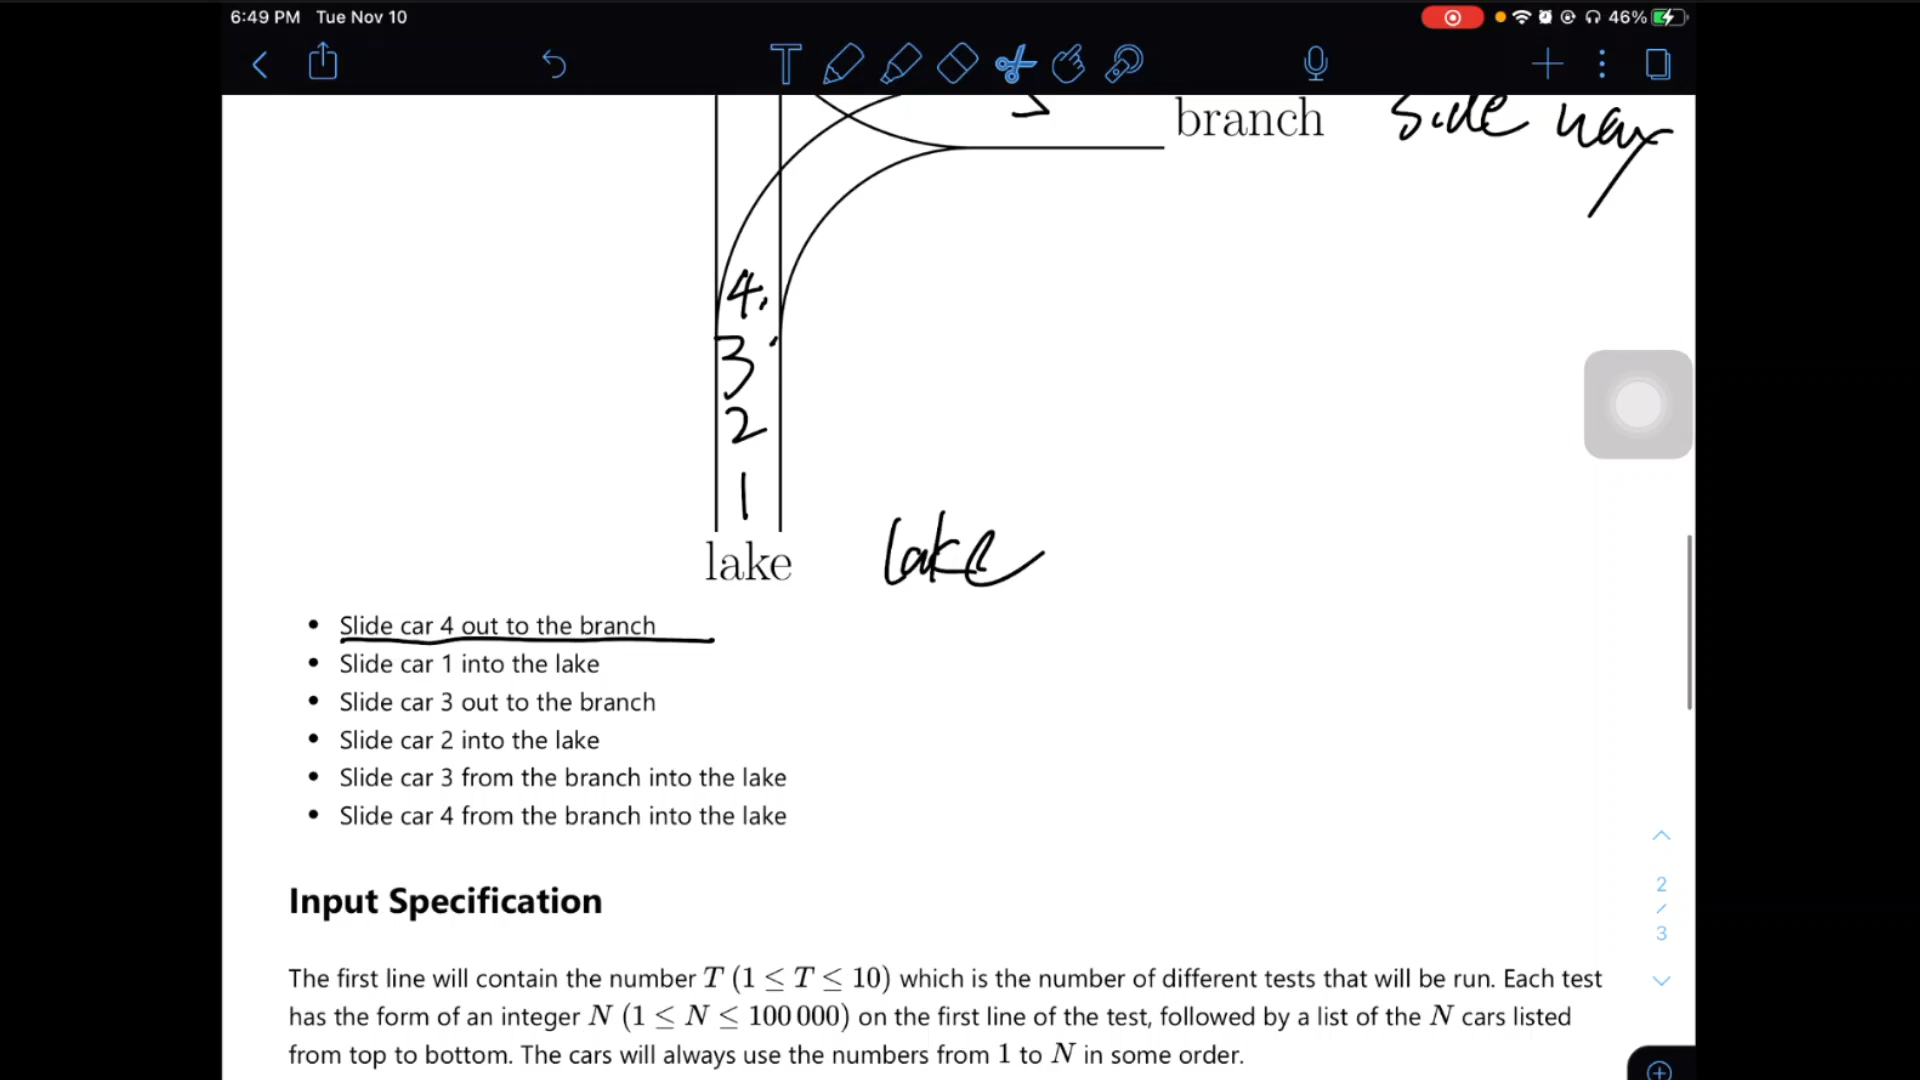 6:49 PM Tue Nov 10
46%
branch side way
4.
3
2
1
lake lake
• Slide car 4 out to the branch
• Slide car 1 into the lake
• Slide car 3 out to the branch
• Slide car 2 into the lake
• Slide car 3 from the branch into the lake
• Slide car 4 from the branch into the lake
Input Specification
The first line will contain the number T (1 ≤ T ≤ 10) which is the number of different tests that will be run. Each test
has the form of an integer N (1 ≤ N ≤ 100 000) on the first line of the test, followed by a list of the N cars listed
from top to bottom. The cars will always use the numbers from 1 to N in some order.
2
/
3